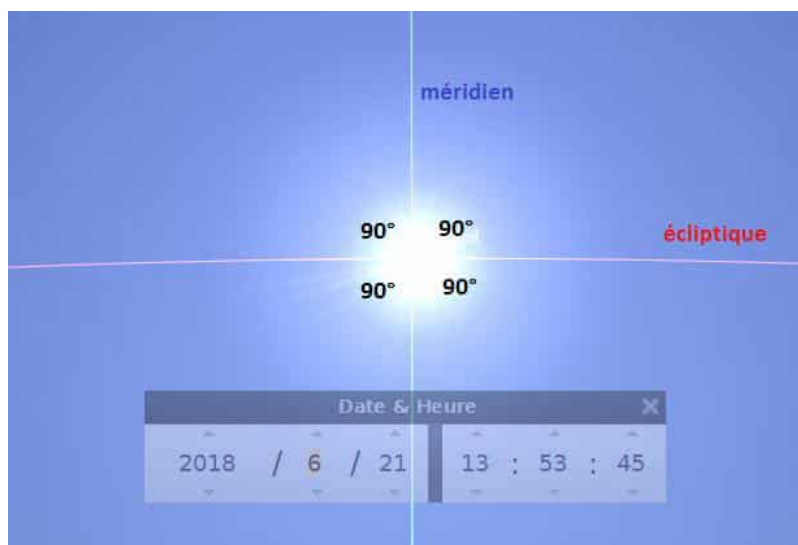 méridien
90° 90°
écliptique
90° 90°
Date & Heure
2018 / 6 / 21 13 : 53 : 45